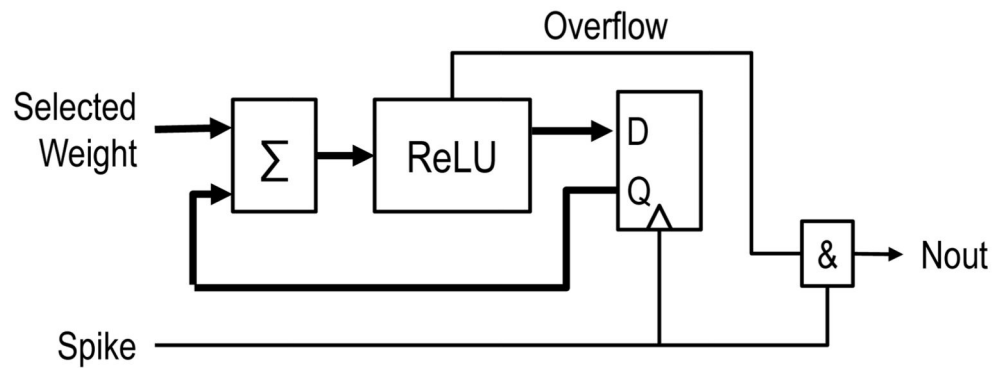 Overflow
Selected
Weight
∑
ReLU
D
Q
&
Nout
Spike